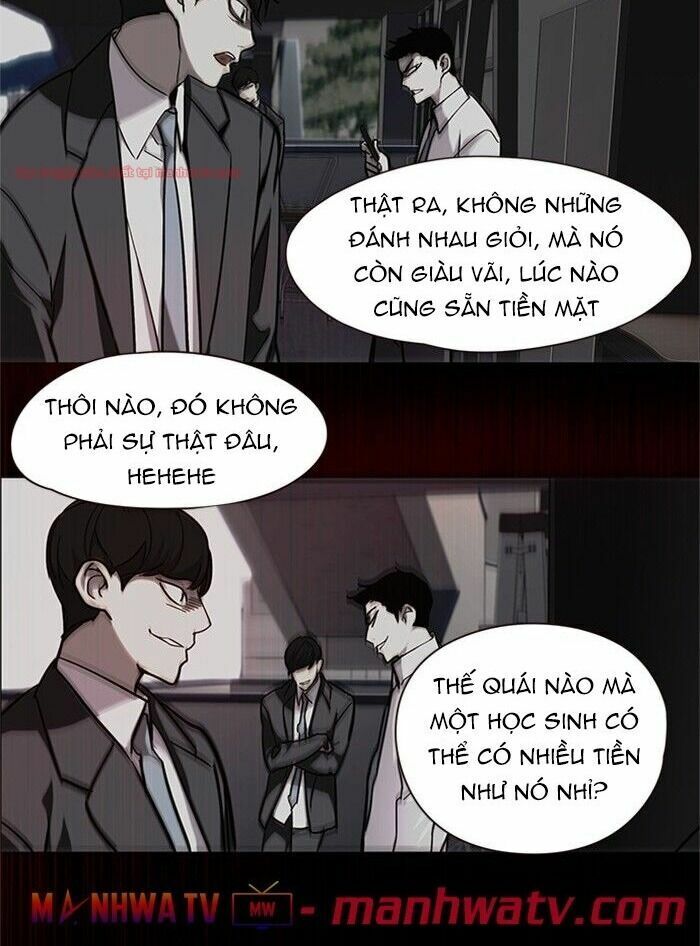 THẬT RA, KHÔNG NHỮNG
ĐÁNH NHAU GIỎI, MÀ NÓ
CÒN GIÀU VÃI, LÚC NÀO
CŨNG SẴN TIỀN MẶT
THÔI NÀO, ĐÓ KHÔNG
PHẢI SỰ THẬT ĐÂU,
HEHEHE
THẾ QUÁI NÀO MÀ
MỘT HỌC SINH CÓ
THỂ CÓ NHIỀU TIỀN
NHƯ NÓ NHỈ?
MANHWATV MW - manhwatv.com